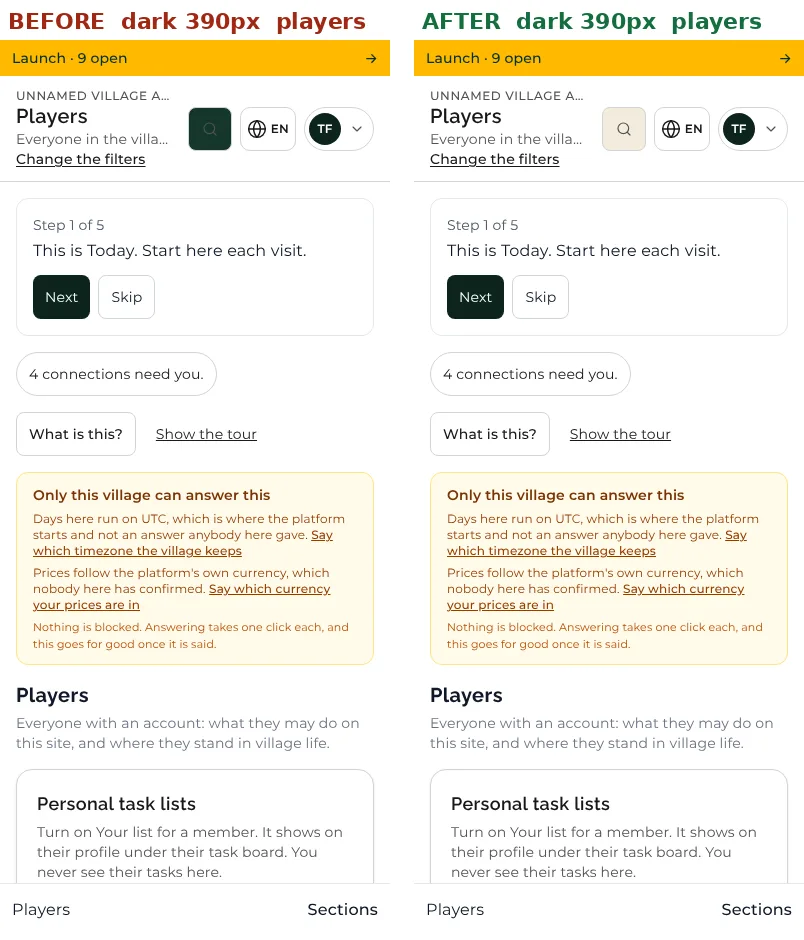 BEFORE dark 390px players
Launch · 9 open →
UNNAMED VILLAGE A...
Players
Everyone in the villa...
Change the filters
EN
TF
Step 1 of 5
This is Today. Start here each visit.
Next
Skip
4 connections need you.
What is this?
Show the tour
Only this village can answer this
Days here run on UTC, which is where the platform
starts and not an answer anybody here gave. Say
which timezone the village keeps
Prices follow the platform's own currency, which
nobody here has confirmed. Say which currency
your prices are in
Nothing is blocked. Answering takes one click each, and
this goes for good once it is said.
Players
Everyone with an account: what they may do on
this site, and where they stand in village life.
Personal task lists
Turn on Your list for a member. It shows on
their profile under their task board. You
never see their tasks here.
Players
Sections
AFTER dark 390px players
Launch · 9 open →
UNNAMED VILLAGE A...
Players
Everyone in the villa...
Change the filters
EN
TF
Step 1 of 5
This is Today. Start here each visit.
Next
Skip
4 connections need you.
What is this?
Show the tour
Only this village can answer this
Days here run on UTC, which is where the platform
starts and not an answer anybody here gave. Say
which timezone the village keeps
Prices follow the platform's own currency, which
nobody here has confirmed. Say which currency
your prices are in
Nothing is blocked. Answering takes one click each, and
this goes for good once it is said.
Players
Everyone with an account: what they may do on
this site, and where they stand in village life.
Personal task lists
Turn on Your list for a member. It shows on
their profile under their task board. You
never see their tasks here.
Players
Sections